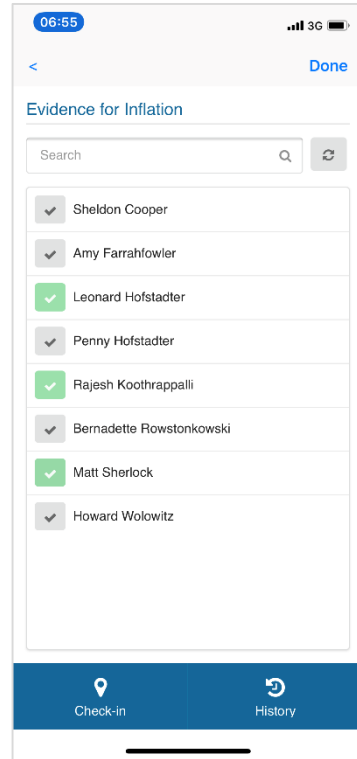 06:55
3G
<
Done
Evidence for Inflation
Search
Sheldon Cooper
Amy Farrahfowler
Leonard Hofstadter
Penny Hofstadter
Rajesh Koothrappalli
Bernadette Rowstonkowski
Matt Sherlock
Howard Wolowitz
Check-in
History